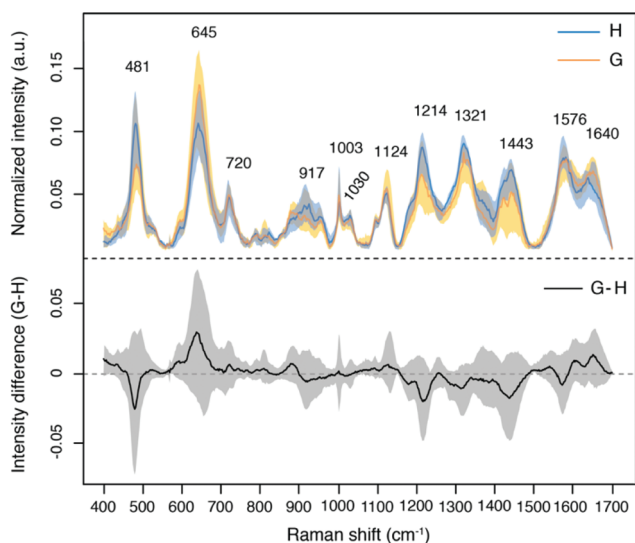 Normalized intensity (a.u.)
0.15
0.10
0.05
481
645
720
917
1003
1030
1124
1214
1321
1443
1576
1640
H
G
Intensity difference (G-H)
0.05
0
-0.05
G-H
400 500 600 700 800 900 1000 1100 1200 1300 1400 1500 1600 1700
Raman shift (cm⁻¹)